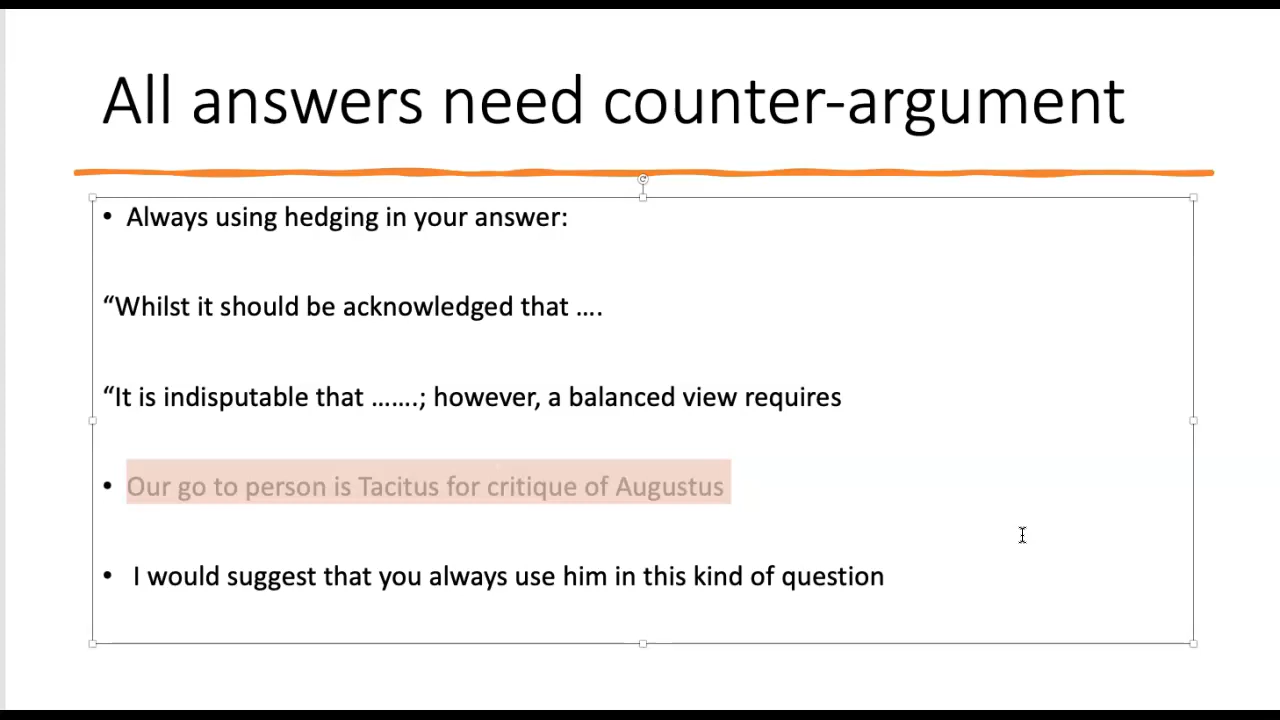 All answers need counter-argument
• Always using hedging in your answer:
“Whilst it should be acknowledged that ….
“It is indisputable that …….; however, a balanced view requires
• Our go to person is Tacitus for critique of Augustus
• I would suggest that you always use him in this kind of question